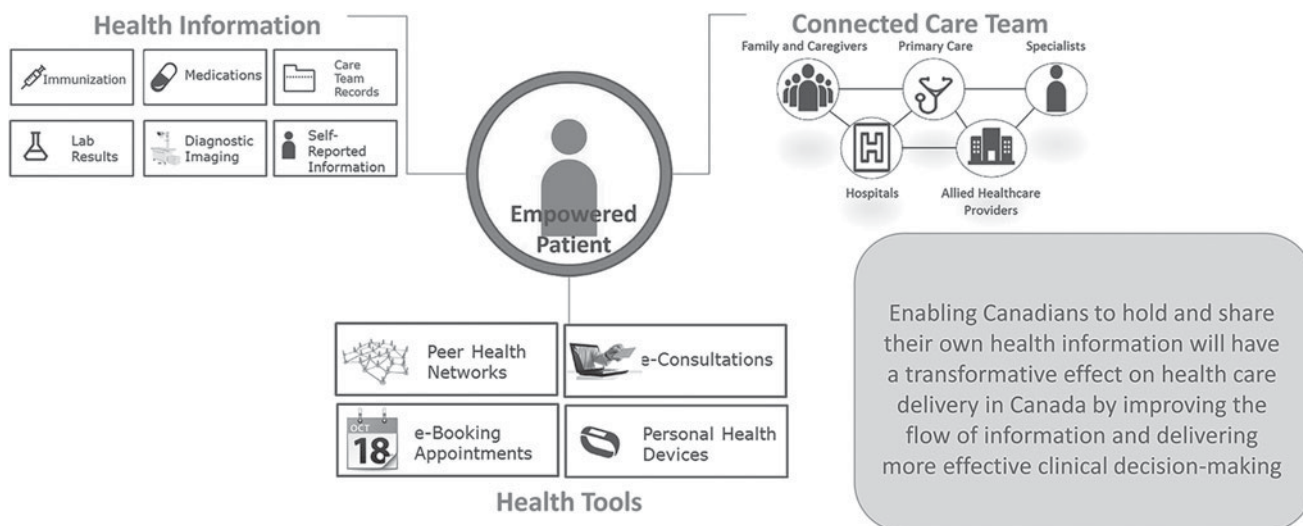 Health Information
Immunization
Medications
Care
Team
Records
Lab
Results
Diagnostic
Imaging
Self-
Reported
Information
Connected Care Team
Family and Caregivers
Primary Care
Specialists
H
Hospitals
Allied Healthcare
Providers
Empowered
Patient
Peer Health
Networks
e-Consultations
OCT
18
e-Booking
Appointments
Personal Health
Devices
Health Tools
Enabling Canadians to hold and share
their own health information will have
a transformative effect on health care
delivery in Canada by improving the
flow of information and delivering
more effective clinical decision-making